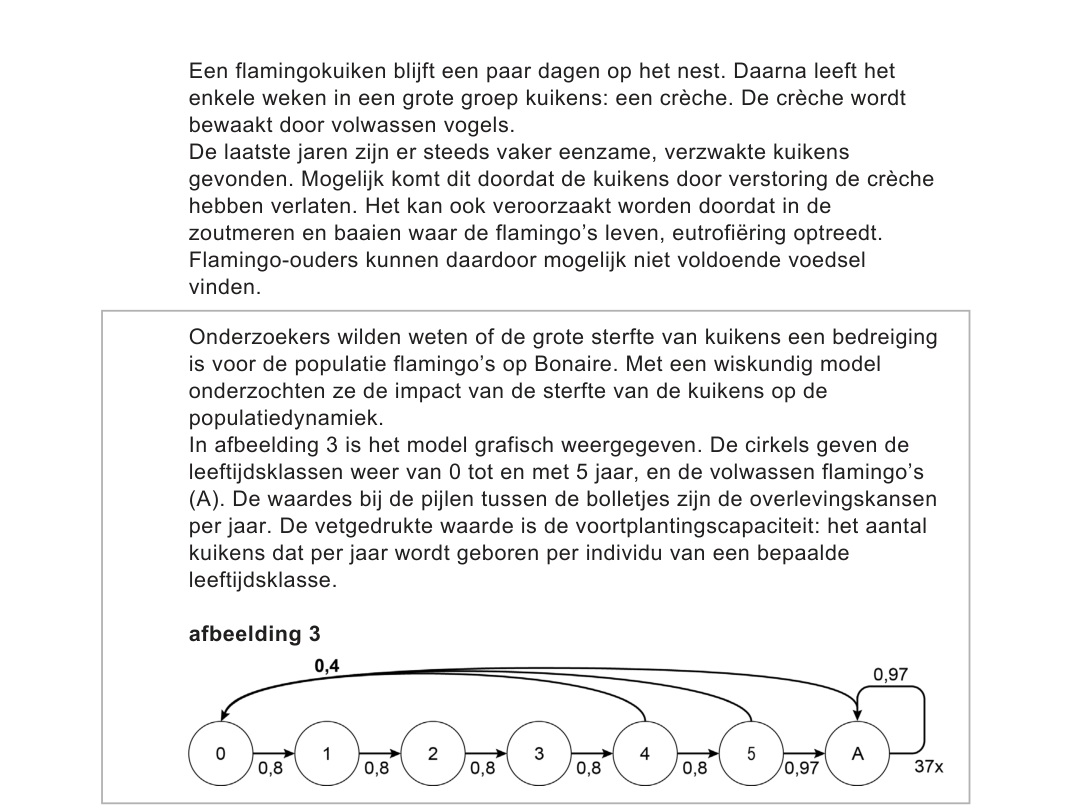 Een flamingokuiken blijft een paar dagen op het nest. Daarna leeft het
enkele weken in een grote groep kuikens: een crèche. De crèche wordt
bewaakt door volwassen vogels.
De laatste jaren zijn er steeds vaker eenzame, verzwakte kuikens
gevonden. Mogelijk komt dit doordat de kuikens door verstoring de crèche
hebben verlaten. Het kan ook veroorzaakt worden doordat in de
zoutmeren en baaien waar de flamingo’s leven, eutrofiëring optreedt.
Flamingo-ouders kunnen daardoor mogelijk niet voldoende voedsel
vinden.
Onderzoekers wilden weten of de grote sterfte van kuikens een bedreiging
is voor de populatie flamingo’s op Bonaire. Met een wiskundig model
onderzochten ze de impact van de sterfte van de kuikens op de
populatiedynamiek.
In afbeelding 3 is het model grafisch weergegeven. De cirkels geven de
leeftijdsklassen weer van 0 tot en met 5 jaar, en de volwassen flamingo’s
(A). De waardes bij de pijlen tussen de bolletjes zijn de overlevingskansen
per jaar. De vetgedrukte waarde is de voortplantingscapaciteit: het aantal
kuikens dat per jaar wordt geboren per individu van een bepaalde
leeftijdsklasse.
afbeelding 3
0,4
0,97
0 1 2 3 4 5 A
0,8 0,8 0,8 0,8 0,8 0,97 37x